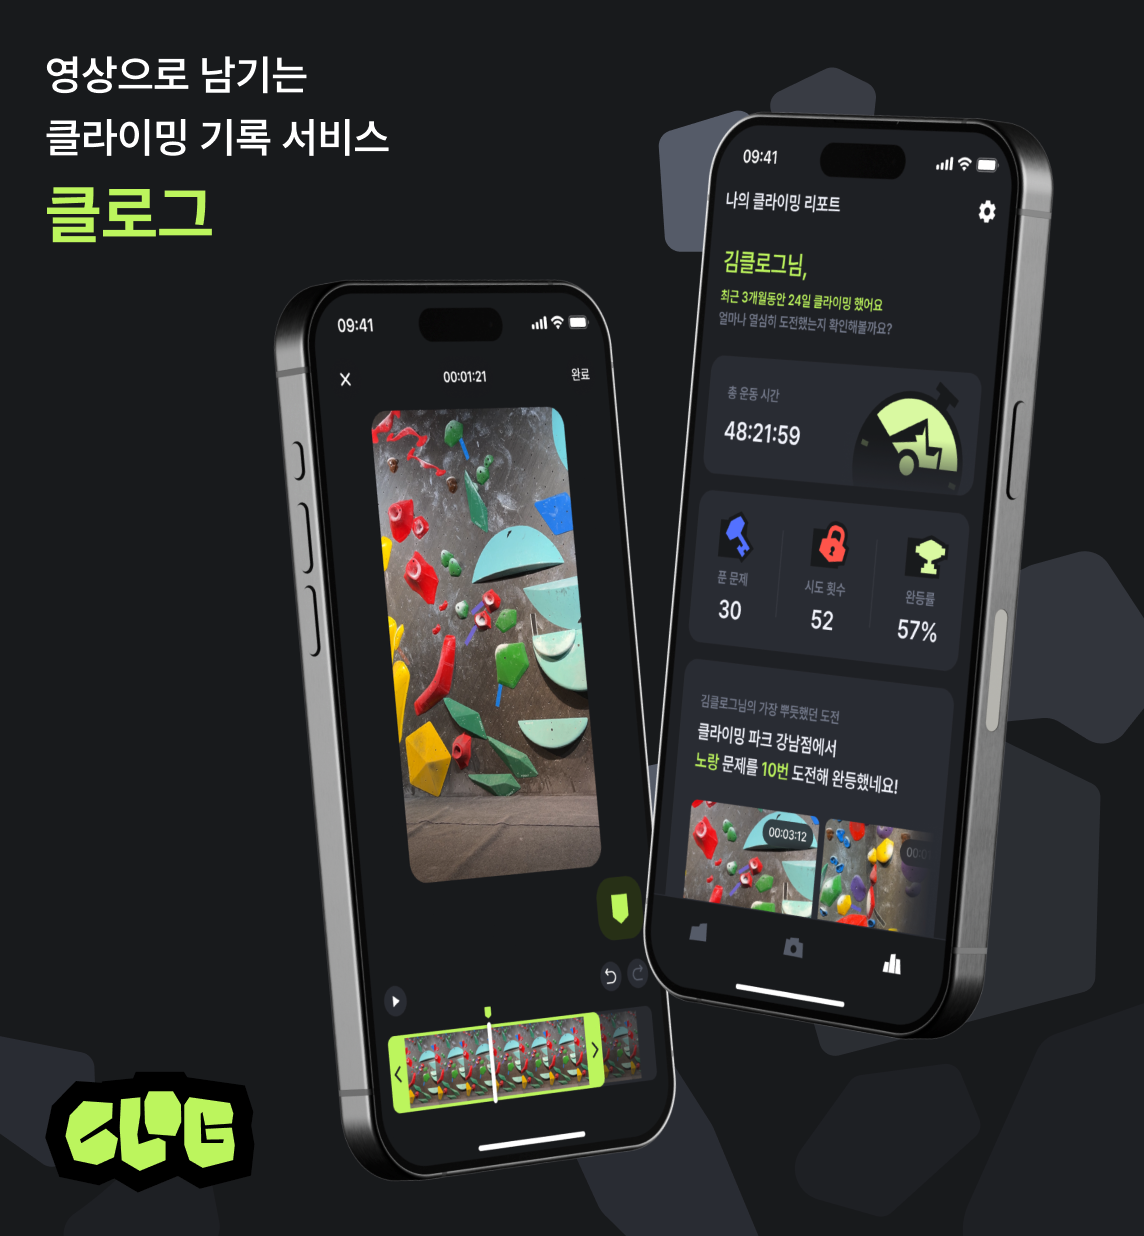 영상으로 남기는
클라이밍 기록 서비스
클로그
09:41
00:01:21
완료
09:41
나의 클라이밍 리포트
김클로그님,
최근 3개월동안 24일 클라이밍 했어요
얼마나 열심히 도전했는지 확인해볼까요?
총 운동 시간
48:21:59
푼 문제
시도 횟수
완등률
30
52
57%
김클로그님의 가장 뿌듯했던 도전
클라이밍 파크 강남점에서
노랑 문제를 10번 도전해 완등했네요!
00:03:12
CLOG